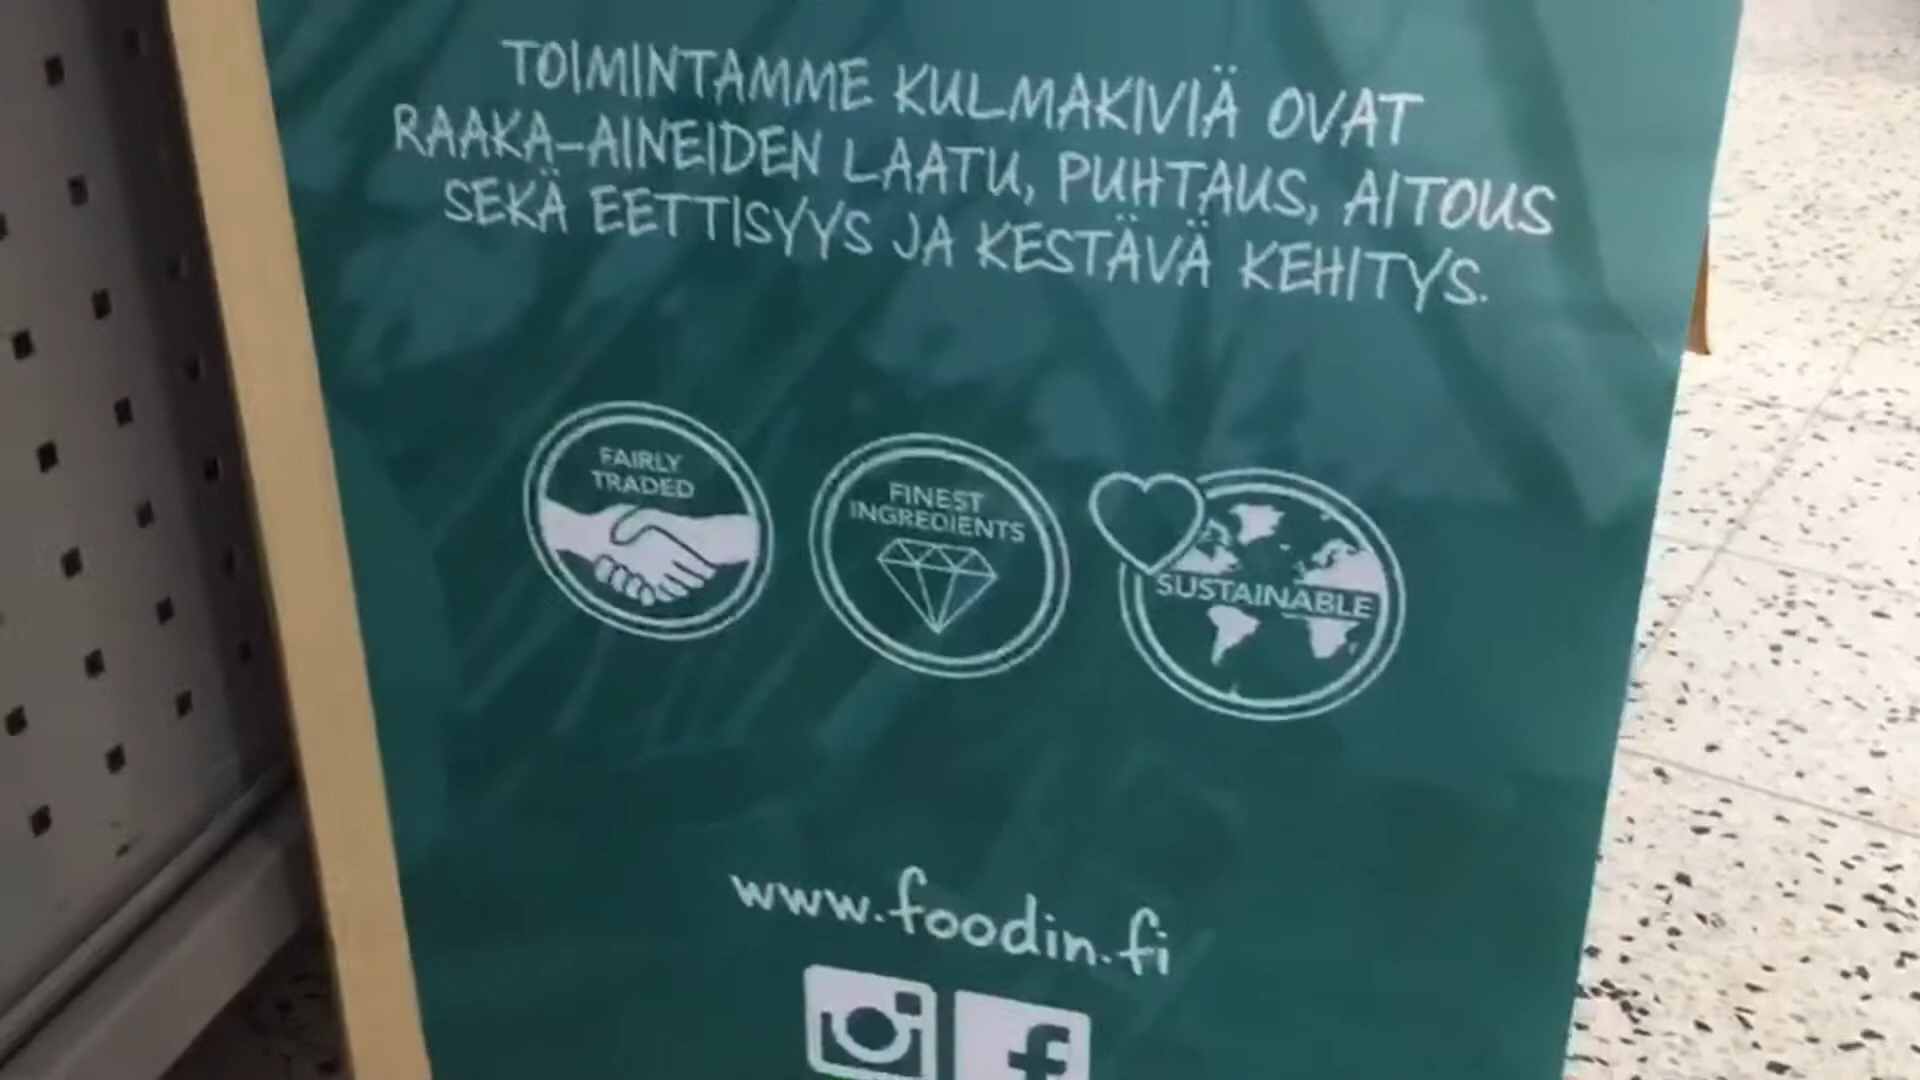 TOIMINTAMME KULMAKIVIÄ OVAT
RAAKA-AINEIDEN LAATU, PUHTAUS, AITOUS
SEKÄ EETTISYYS JA KESTÄVÄ KEHITYS.
FAIRLY
TRADED
FINEST
INGREDIENTS
SUSTAINABLE
www.foodin.fi